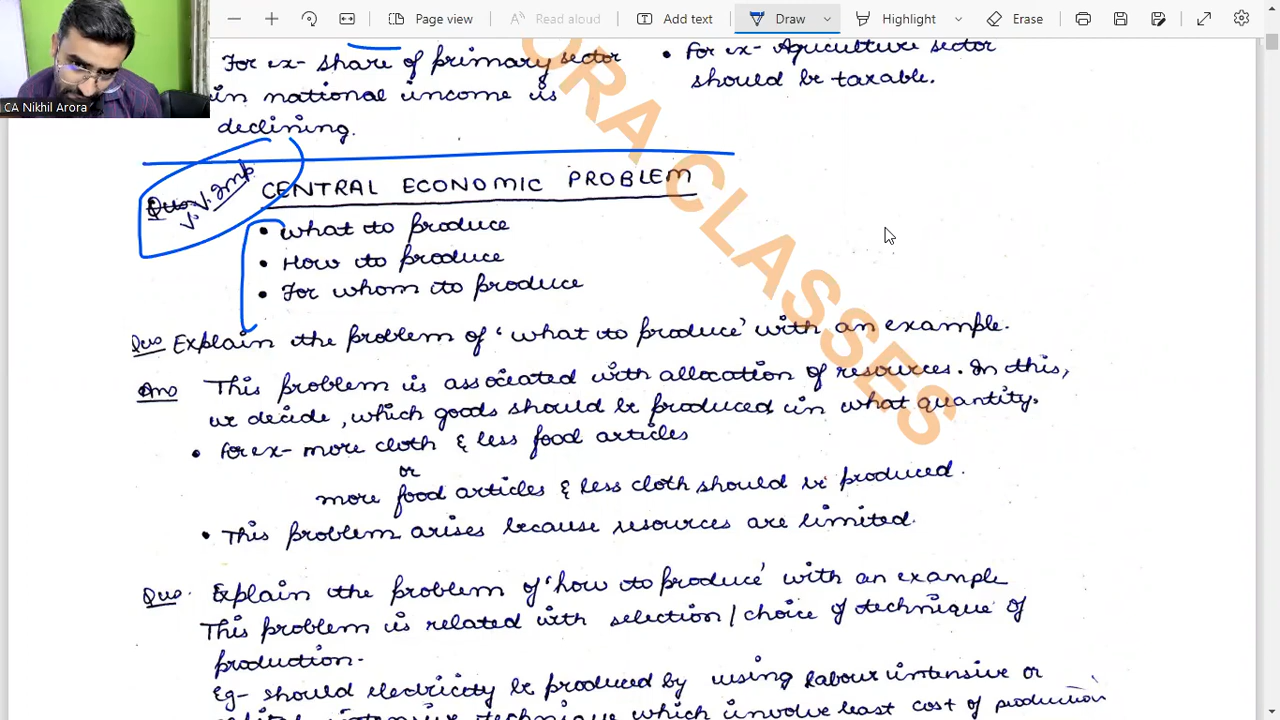 Page view
Read aloud
Add text
Draw
Highlight
Erase
CA Nikhil Arora
For ex- share of primary sector
in national income is
declining.
• For ex- Agriculture sector
should be taxable.
ORA CLASSES
Ques V.V. Imp
CENTRAL ECONOMIC PROBLEM
• What to produce
• How to produce
• For whom to produce
Ques Explain the problem of 'what to produce' with an example.
Ans This problem is associated with allocation of resources. In this,
we decide, which goods should be produced in what quantity.
• For ex- more cloth & less food articles
or
more food articles & less cloth should be produced.
• This problem arises because resources are limited.
Ques. Explain the problem of 'how to produce' with an example
This problem is related with selection/choice of technique of
production.
Eg- should electricity be produced by using labour intensive or
intensive technique which involve least cost of production